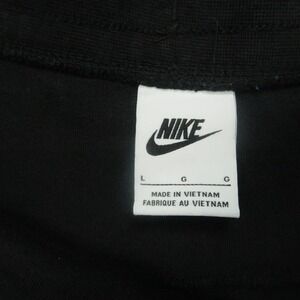 NIKE
L G G
MADE IN VIETNAM
FABRIQUE AU VIETNAM